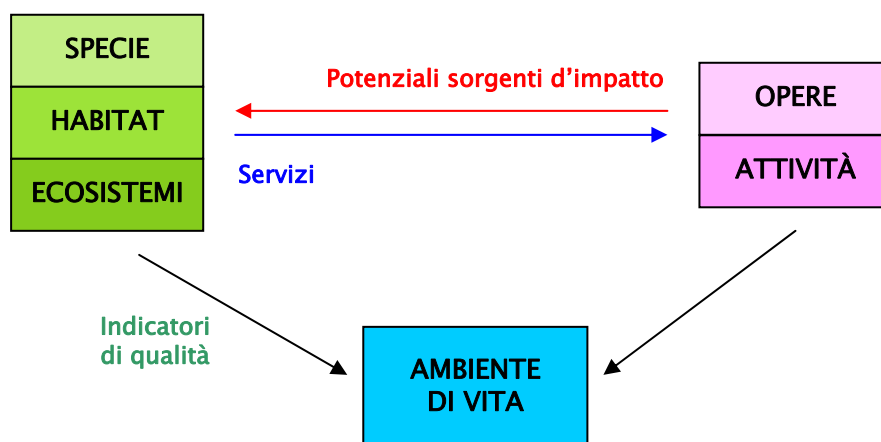 SPECIE
HABITAT
ECOSISTEMI
Potenziali sorgenti d’impatto
Servizi
OPERE
ATTIVITÀ
Indicatori
di qualità
AMBIENTE
DI VITA